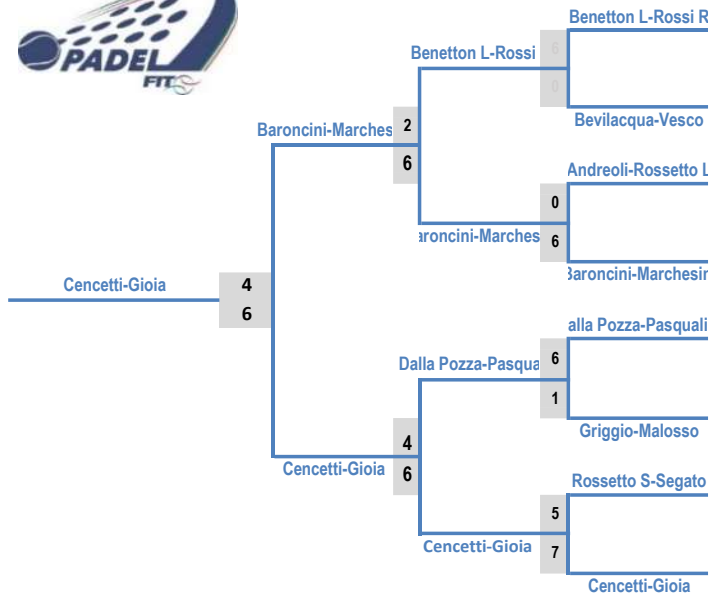 PADEL
FIT
Benetton L-Rossi R
Benetton L-Rossi
6
0
Bevilacqua-Vesco
Baroncini-Marches
2
6
Andreoli-Rossetto L
0
6
aroncini-Marches
Baroncini-Marchesin
Cencetti-Gioia
4
6
alla Pozza-Pasquali
Dalla Pozza-Pasqua
6
1
Griggio-Malosso
4
6
Cencetti-Gioia
Rossetto S-Segato
5
7
Cencetti-Gioia
Cencetti-Gioia